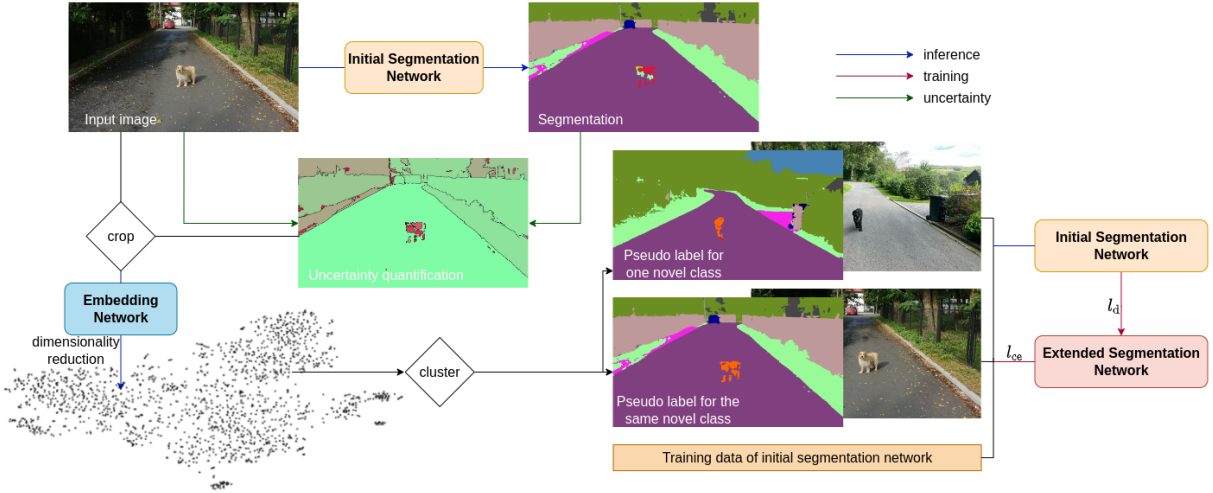 Input image
Initial Segmentation
Network
Segmentation
inference
training
uncertainty
crop
Uncertainty quantification
Embedding
Network
dimensionality
reduction
cluster
Pseudo label for
one novel class
Pseudo label for the
same novel class
Training data of initial segmentation network
Initial Segmentation
Network
l_d
l_ce
Extended Segmentation
Network